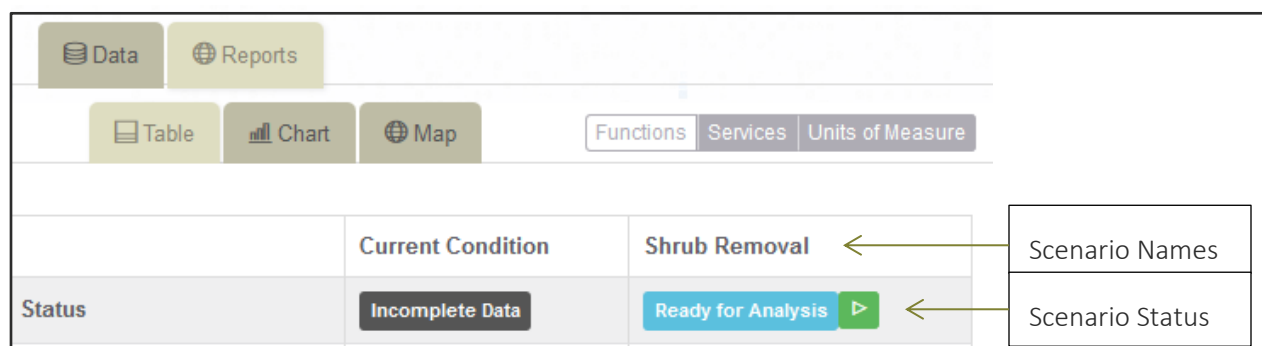 Data Reports
Table Chart Map Functions Services Units of Measure
Current Condition Shrub Removal Scenario Names
Status Incomplete Data Ready for Analysis Scenario Status